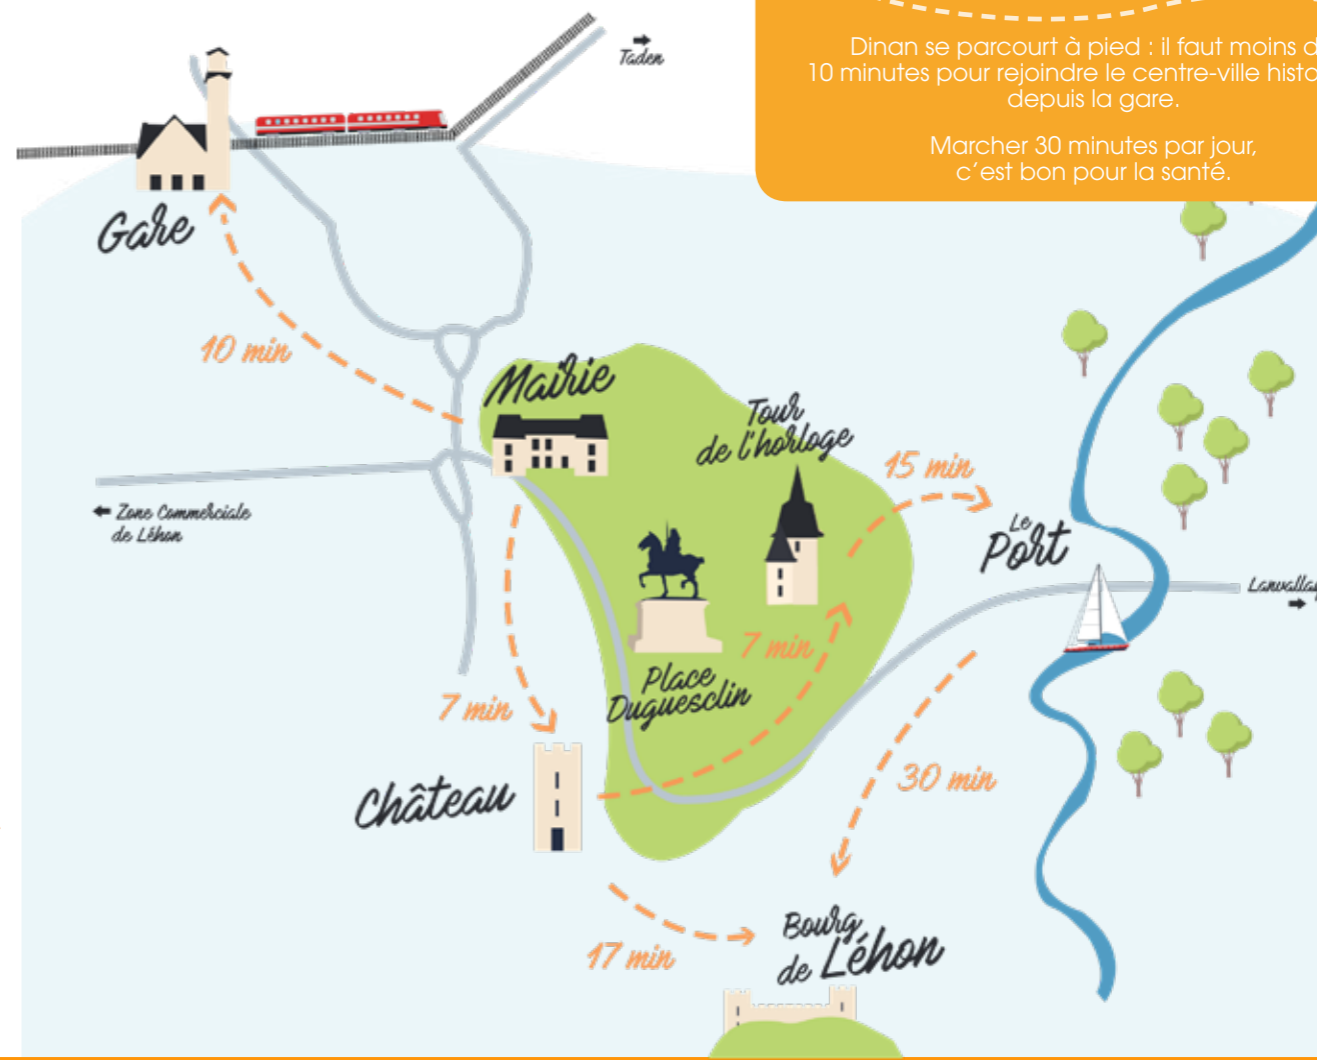 Taden
Dinan se parcourt à pied : il faut moins
10 minutes pour rejoindre le centre-ville
depuis la gare.
Marcher 30 minutes par jour,
c’est bon pour la santé.
Gare
10 min
Mairie
Tour
de l’horloge
15 min
Zone Commerciale
de Léhon
Le
Port
Place
Duguesclin
7 min
7 min
Château
30 min
17 min
Bourg
de Léhon